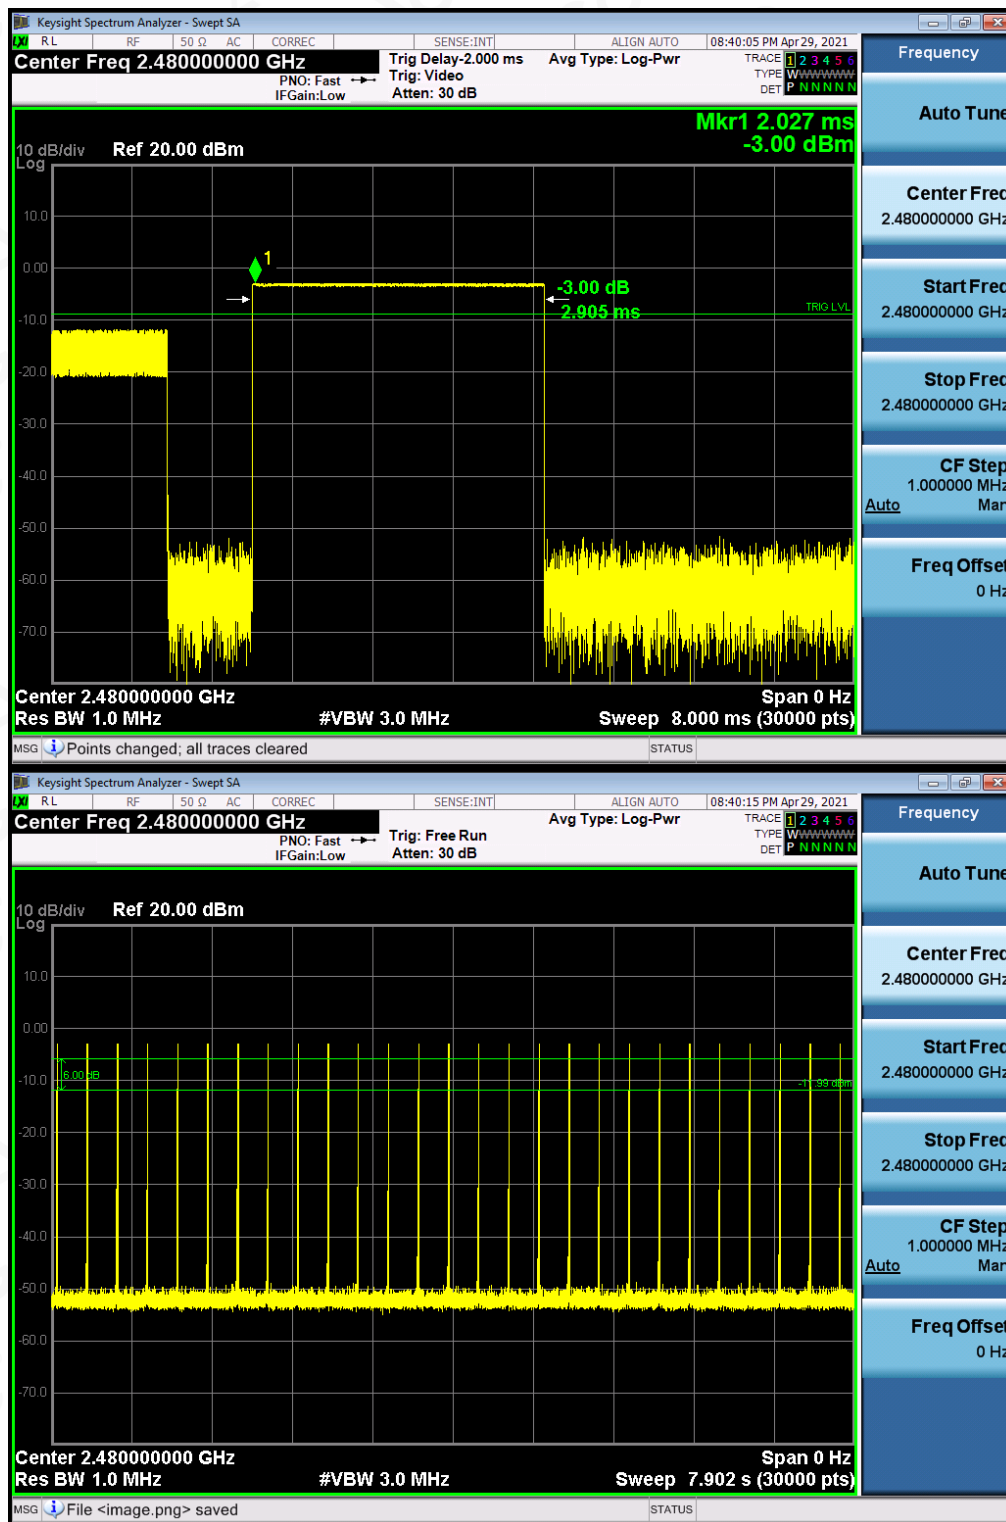 Keysight Spectrum Analyzer - Swept SA
LXI RL RF 50 Ω AC CORREC SENSE:INT ALIGN AUTO 08:40:05 PM Apr 29, 2021
Center Freq 2.480000000 GHz
PNO: Fast
IFGain:Low
Trig Delay-2.000 ms
Trig: Video
Atten: 30 dB
Avg Type: Log-Pwr
TRACE 1 2 3 4 5 6
TYPE WWWWWWW
DET P N N N N N
Mkr1 2.027 ms
-3.00 dBm
10 dB/div Ref 20.00 dBm
Log
10.0
0.00
-10.0
-20.0
-30.0
-40.0
-50.0
-60.0
-70.0
1
-3.00 dB
2.905 ms
TRIG LVL
Center 2.480000000 GHz Span 0 Hz
Res BW 1.0 MHz #VBW 3.0 MHz Sweep 8.000 ms (30000 pts)
MSG Points changed; all traces cleared STATUS
Frequency
Auto Tune
Center Freq
2.480000000 GHz
Start Freq
2.480000000 GHz
Stop Freq
2.480000000 GHz
CF Step
1.000000 MHz
Auto Man
Freq Offset
0 Hz
Keysight Spectrum Analyzer - Swept SA
LXI RL RF 50 Ω AC CORREC SENSE:INT ALIGN AUTO 08:40:15 PM Apr 29, 2021
Center Freq 2.480000000 GHz
PNO: Fast
IFGain:Low
Trig: Free Run
Atten: 30 dB
Avg Type: Log-Pwr
TRACE 1 2 3 4 5 6
TYPE WWWWWWW
DET P N N N N N
10 dB/div Ref 20.00 dBm
Log
10.0
0.00
-10.0
-20.0
-30.0
-40.0
-50.0
-60.0
-70.0
6.00 dB
-11.99 dBm
Center 2.480000000 GHz Span 0 Hz
Res BW 1.0 MHz #VBW 3.0 MHz Sweep 7.902 s (30000 pts)
MSG File <image.png> saved STATUS
Frequency
Auto Tune
Center Freq
2.480000000 GHz
Start Freq
2.480000000 GHz
Stop Freq
2.480000000 GHz
CF Step
1.000000 MHz
Auto Man
Freq Offset
0 Hz